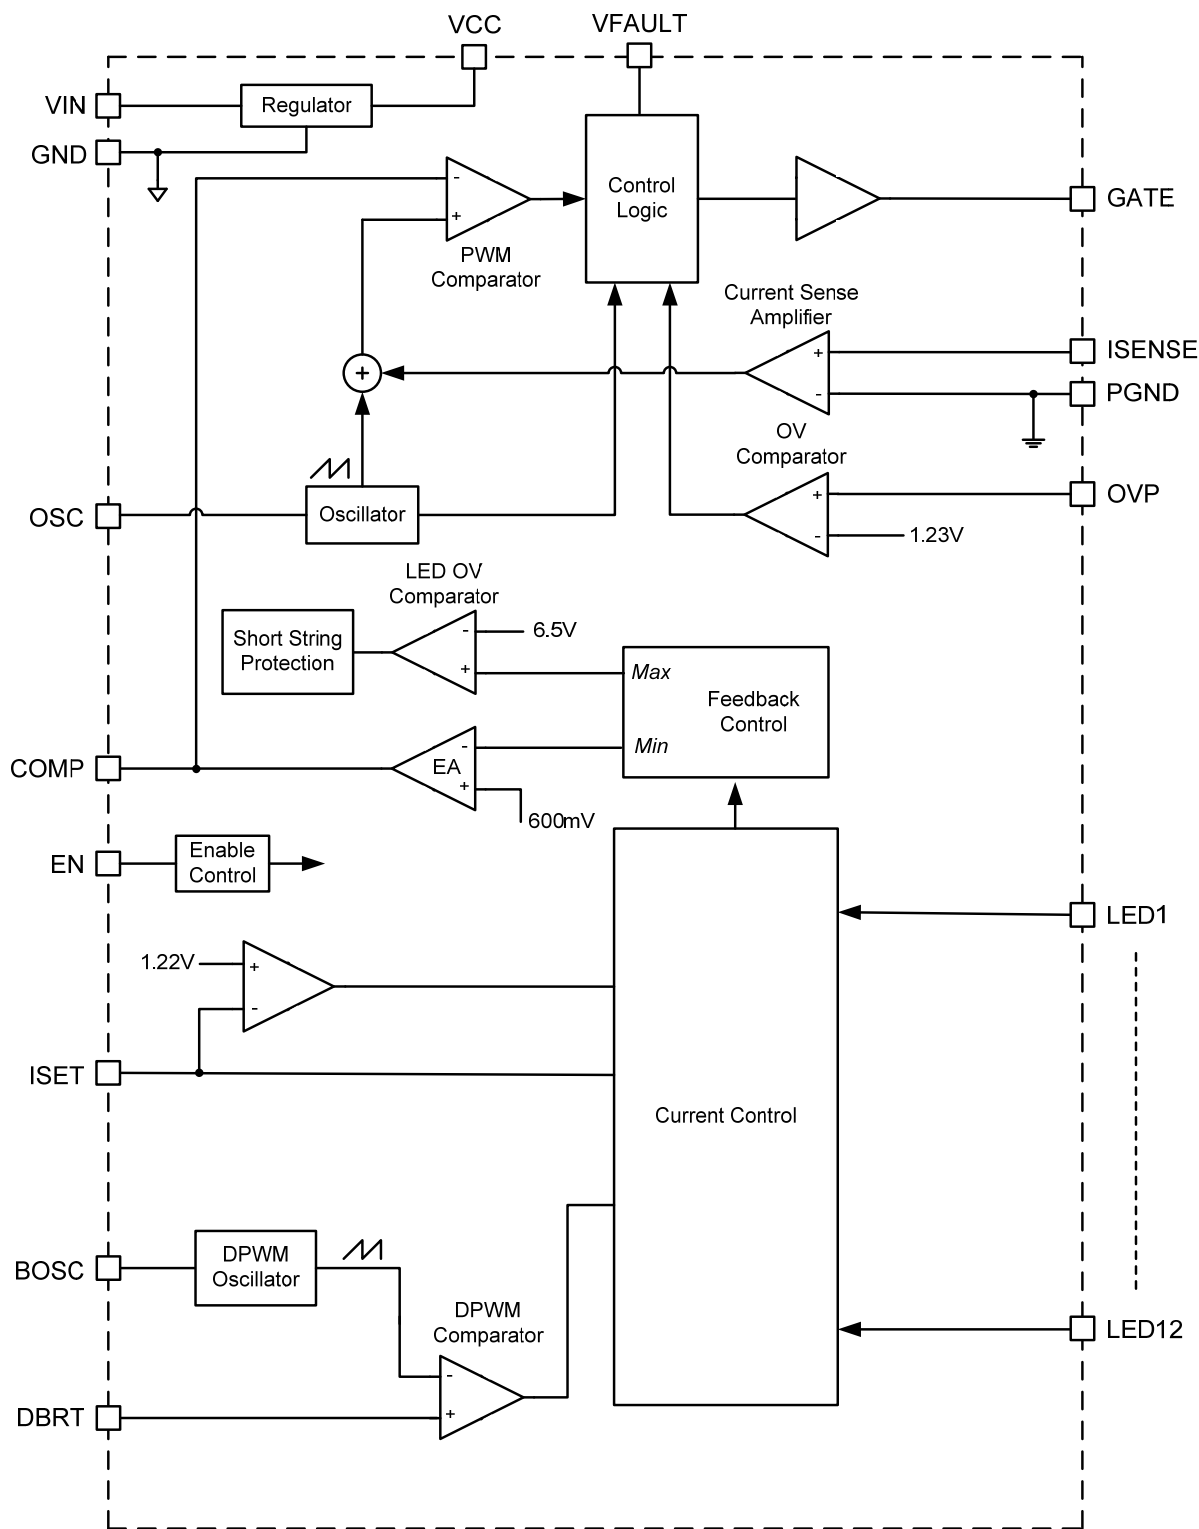 VCC
VFAULT
VIN
Regulator
GND
-
+
PWM
Comparator
Control
Logic
GATE
Current Sense
Amplifier
+
-
ISENSE
PGND
+
OV
Comparator
+
-
OVP
1.23V
OSC
Oscillator
LED OV
Comparator
Short String
Protection
-
+
6.5V
Max
Feedback
Control
Min
COMP
EA
-
+
600mV
EN
Enable
Control
LED1
1.22V
+
-
ISET
Current Control
BOSC
DPWM
Oscillator
DPWM
Comparator
LED12
-
+
DBRT